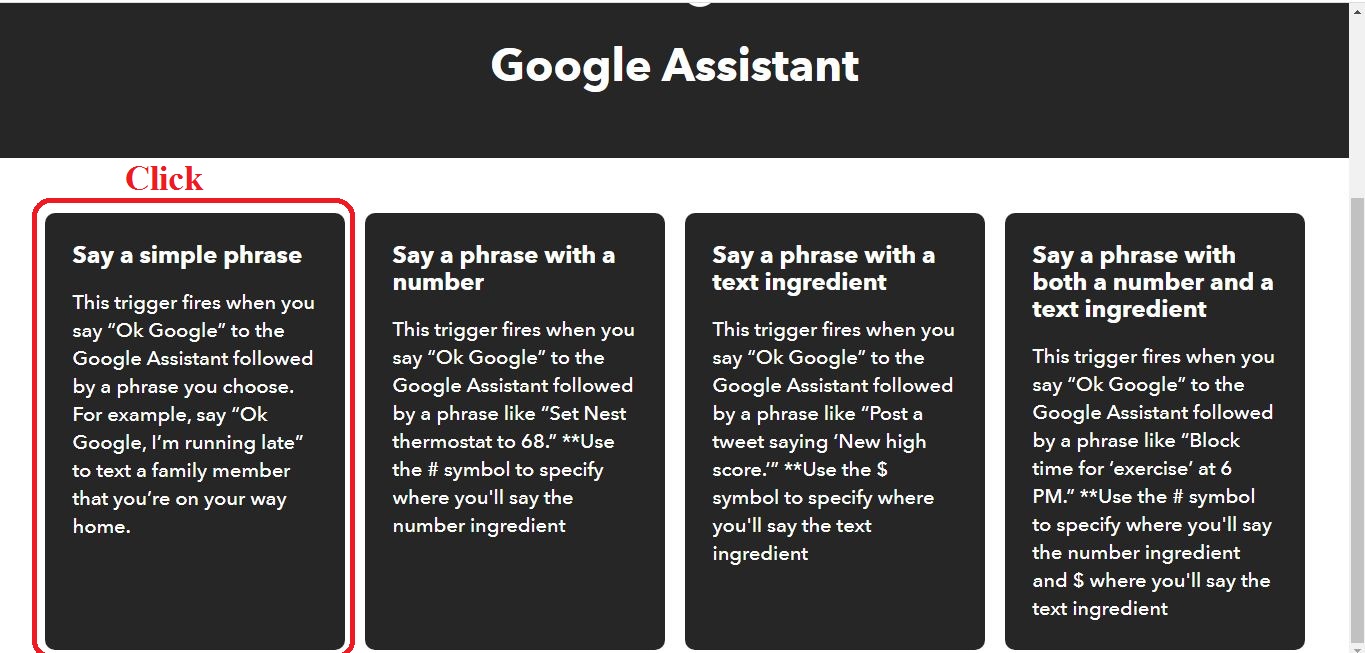 Google Assistant
Click
Say a simple phrase
This trigger fires when you
say “Ok Google” to the
Google Assistant followed
by a phrase you choose.
For example, say “Ok
Google, I’m running late”
to text a family member
that you’re on your way
home.
Say a phrase with a
number
This trigger fires when you
say “Ok Google” to the
Google Assistant followed
by a phrase like “Set Nest
thermostat to 68.” **Use
the # symbol to specify
where you'll say the
number ingredient
Say a phrase with a
text ingredient
This trigger fires when you
say “Ok Google” to the
Google Assistant followed
by a phrase like “Post a
tweet saying ‘New high
score.’” **Use the $
symbol to specify where
you'll say the text
ingredient
Say a phrase with
both a number and a
text ingredient
This trigger fires when you
say “Ok Google” to the
Google Assistant followed
by a phrase like “Block
time for ‘exercise’ at 6
PM.” **Use the # symbol
to specify where you'll say
the number ingredient
and $ where you'll say the
text ingredient